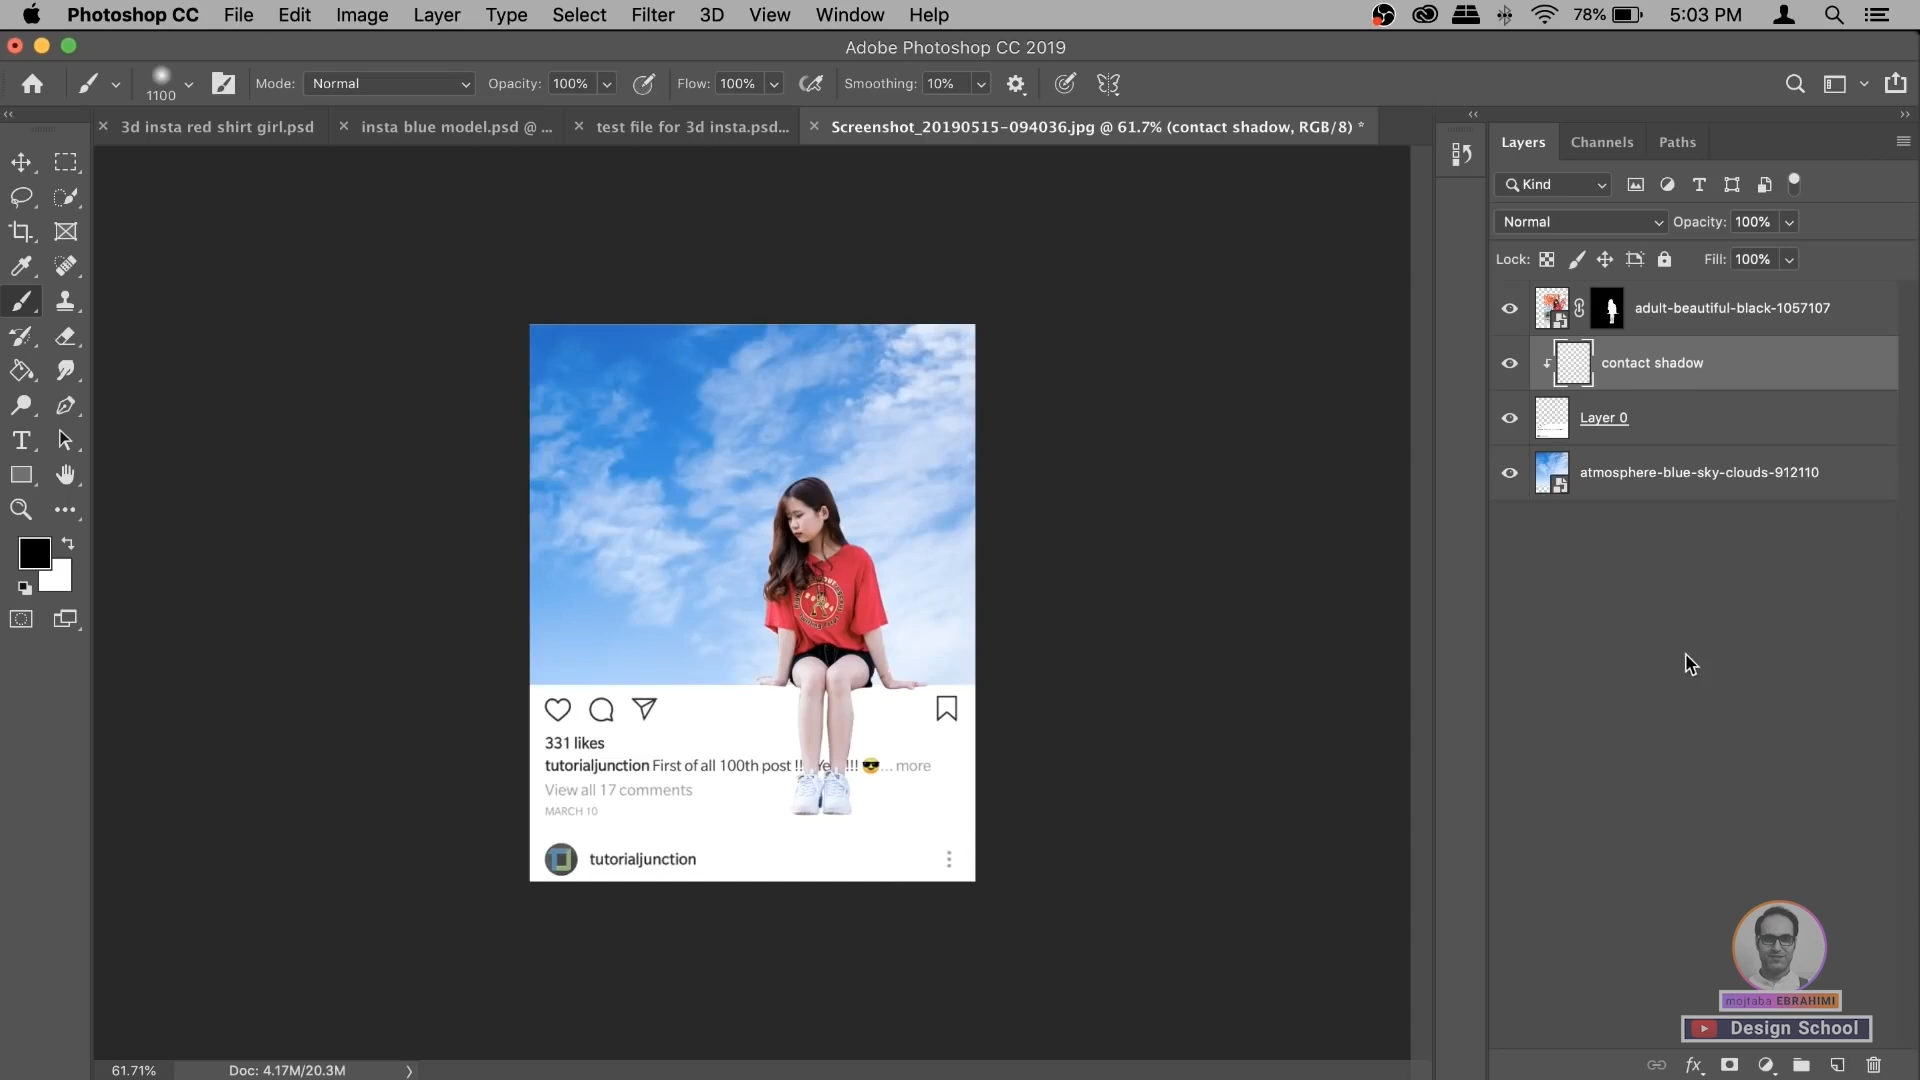 Photoshop CC File Edit Image Layer Type Select Filter 3D View Window Help 78% 5:03 PM
Adobe Photoshop CC 2019
1100 Mode: Normal Opacity: 100% Flow: 100% Smoothing: 10%
3d insta red shirt girl.psd insta blue model.psd @ ... test file for 3d insta.psd... Screenshot_20190515-094036.jpg @ 61.7% (contact shadow, RGB/8) *
Layers Channels Paths
Kind
Normal Opacity: 100%
Lock: Fill: 100%
adult-beautiful-black-1057107
contact shadow
Layer 0
atmosphere-blue-sky-clouds-912110
331 likes
tutorialjunction First of all 100th post !! Ye !!! 😎... more
View all 17 comments
MARCH 10
tutorialjunction
mojtaba EBRAHIMI
Design School
61.71% Doc: 4.17M/20.3M